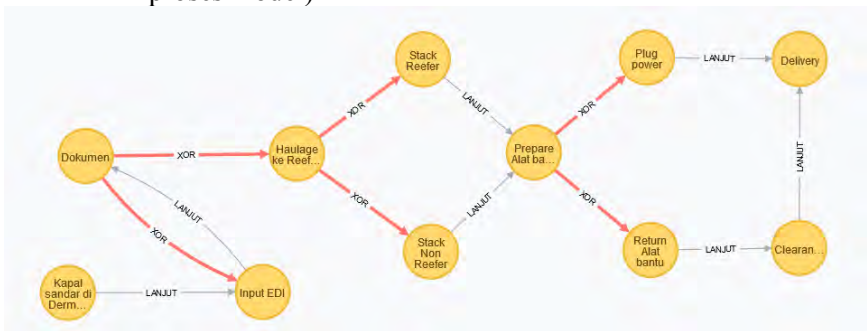 proses model)
Stack
Reefer
Plug
power
LANJUT
Delivery
XOR
LANJUT
XOR
Dokumen
XOR
Haulage
ke Reef...
Prepare
Alat ba...
LANJUT
LANJUT
XOR
LANJUT
XOR
XOR
Stack
Non
Reefer
Return
Alat
bantu
LANJUT
Clearan...
Kapal
sandar di
Derm...
LANJUT
Input EDI